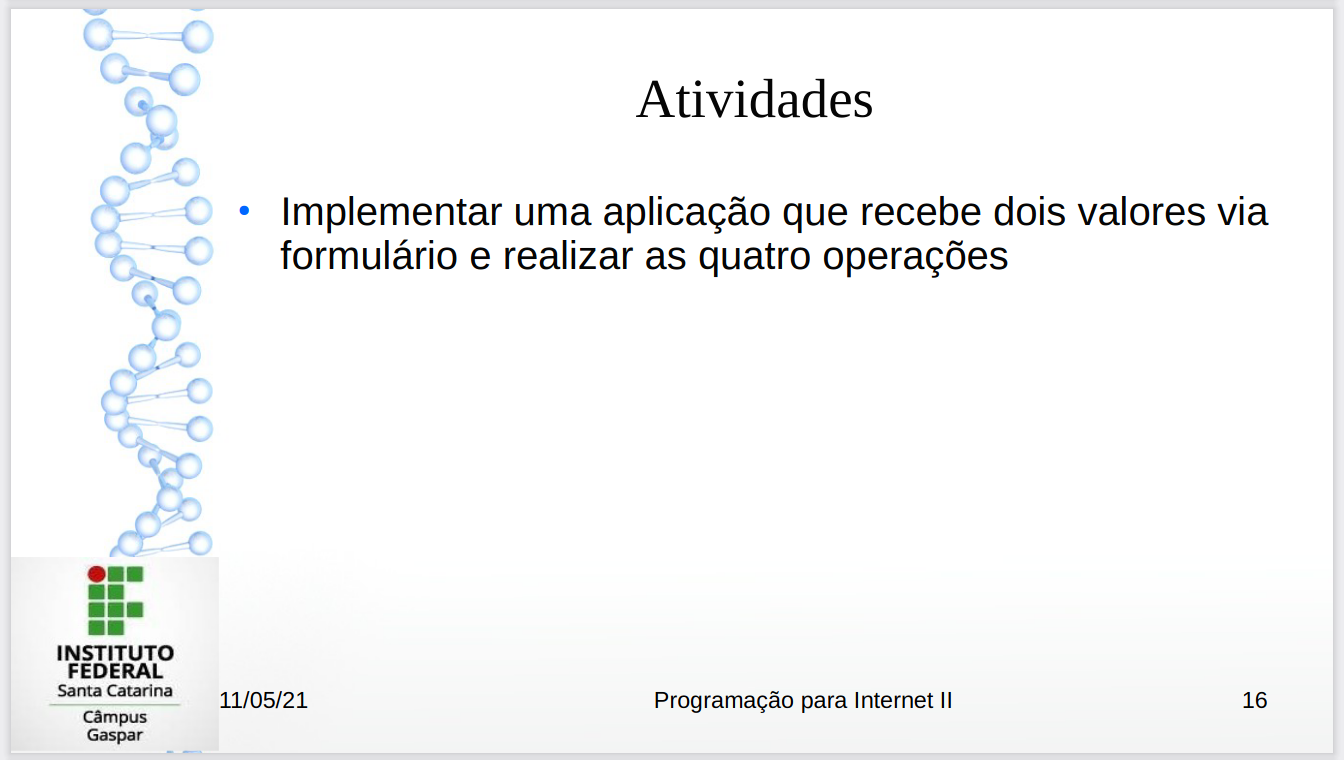 Atividades
• Implementar uma aplicação que recebe dois valores via
formulário e realizar as quatro operações
INSTITUTO
FEDERAL
Santa Catarina
Câmpus
Gaspar
11/05/21
Programação para Internet II
16